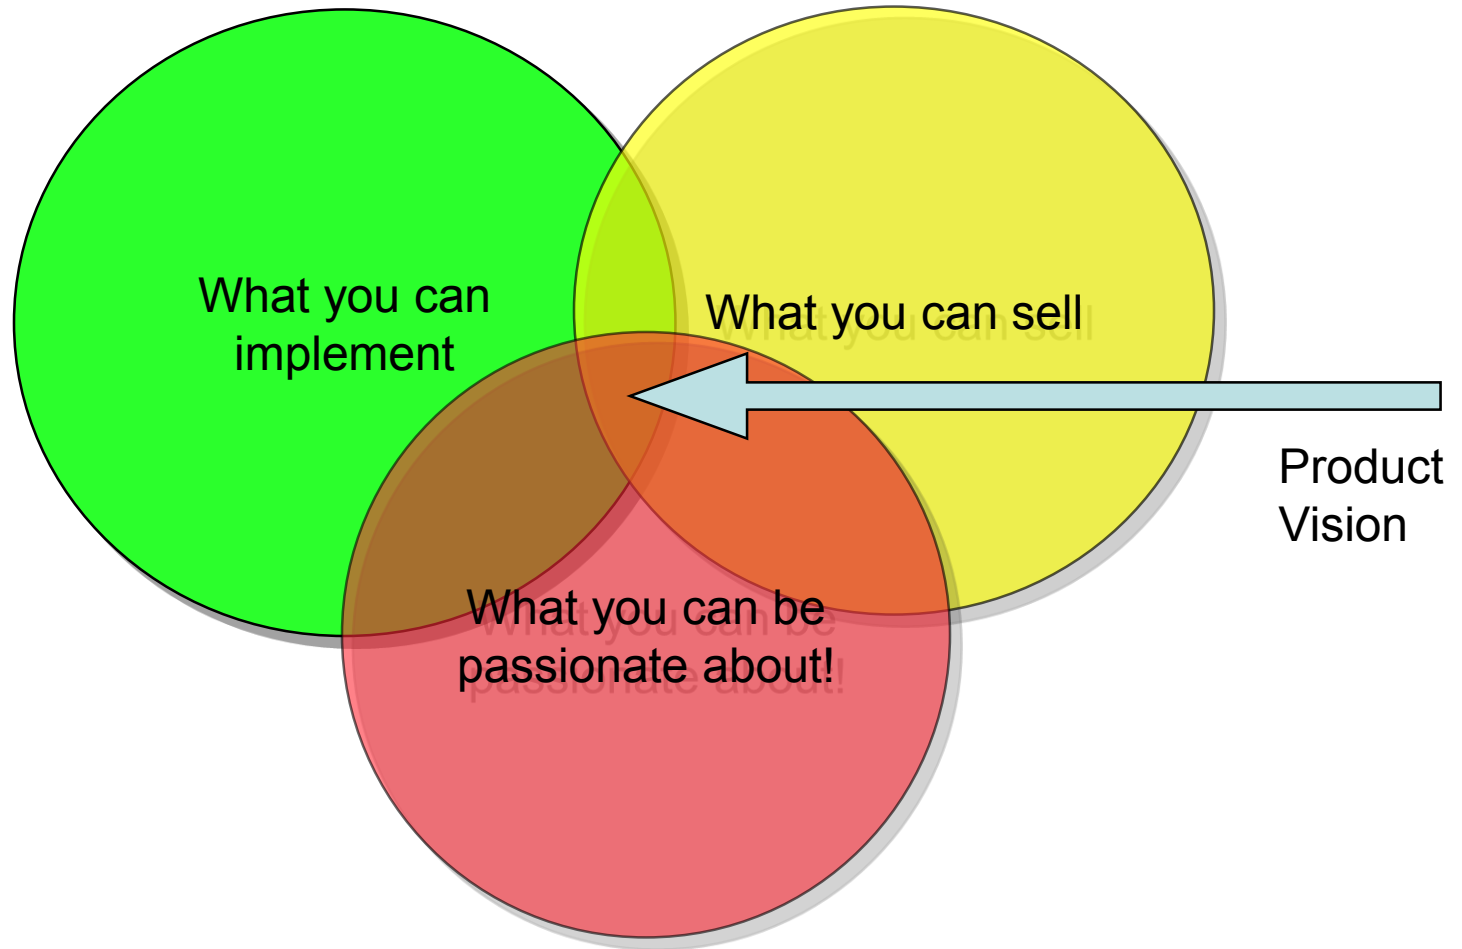 What you can
implement
What you can sell
Product
Vision
What you can be
passionate about!